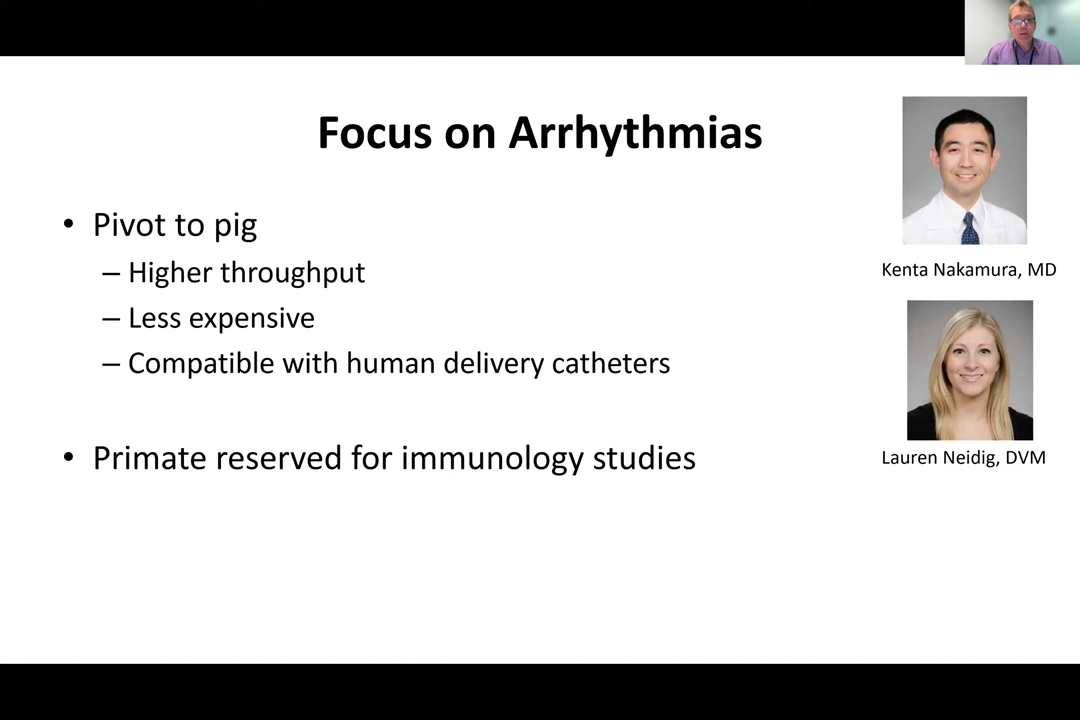 Focus on Arrhythmias
• Pivot to pig
– Higher throughput
– Less expensive
– Compatible with human delivery catheters
• Primate reserved for immunology studies
Kenta Nakamura, MD
Lauren Neidig, DVM